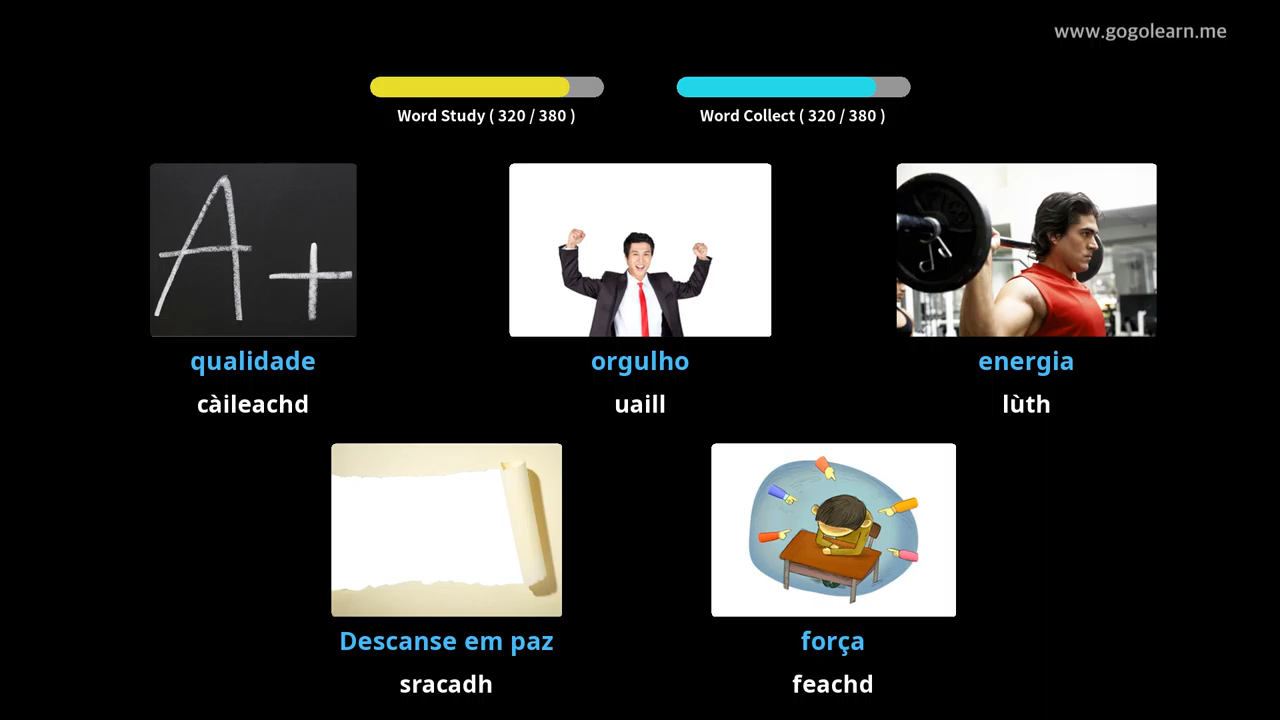 www.gogolearn.me
Word Study ( 320 / 380 )
Word Collect ( 320 / 380 )
A+
qualidade
càileachd
orgulho
uaill
energia
lùth
Descanse em paz
sracadh
força
feachd